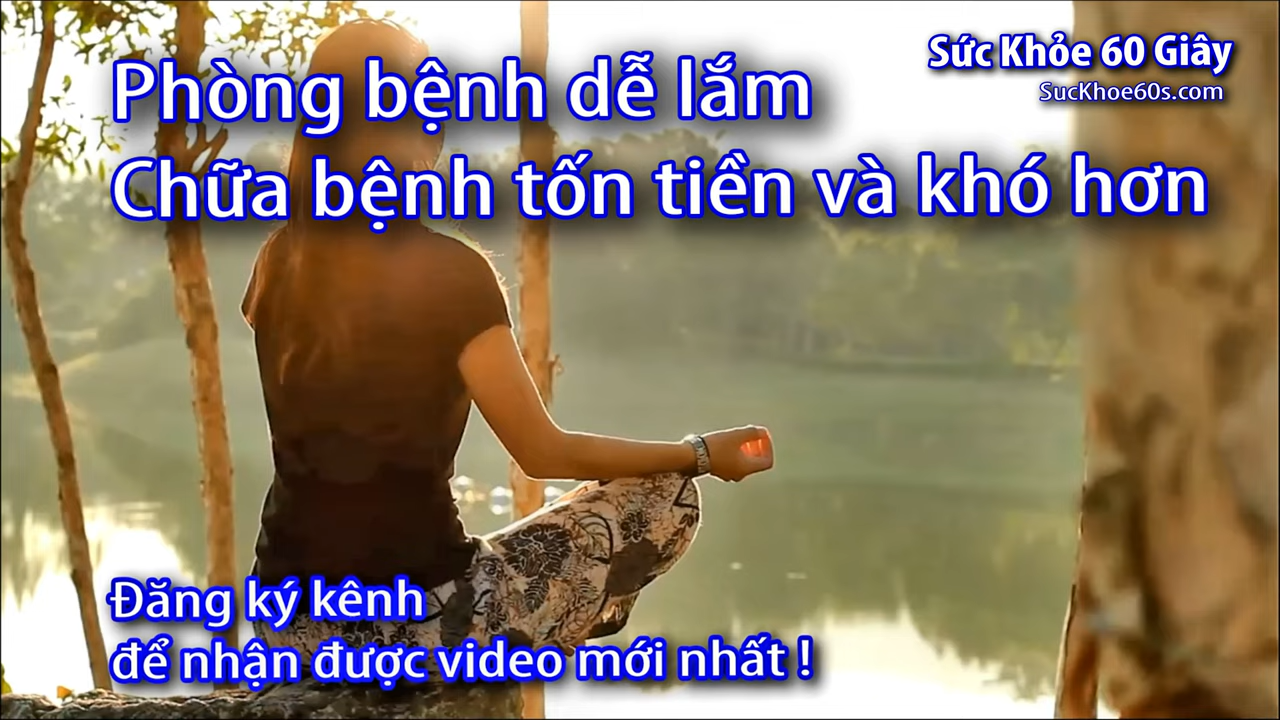 Sức Khỏe 60 Giây
SucKhoe60s.com
Phòng bệnh dễ lắm
Chữa bệnh tốn tiền và khó hơn
Đăng ký kênh
để nhận được video mới nhất !